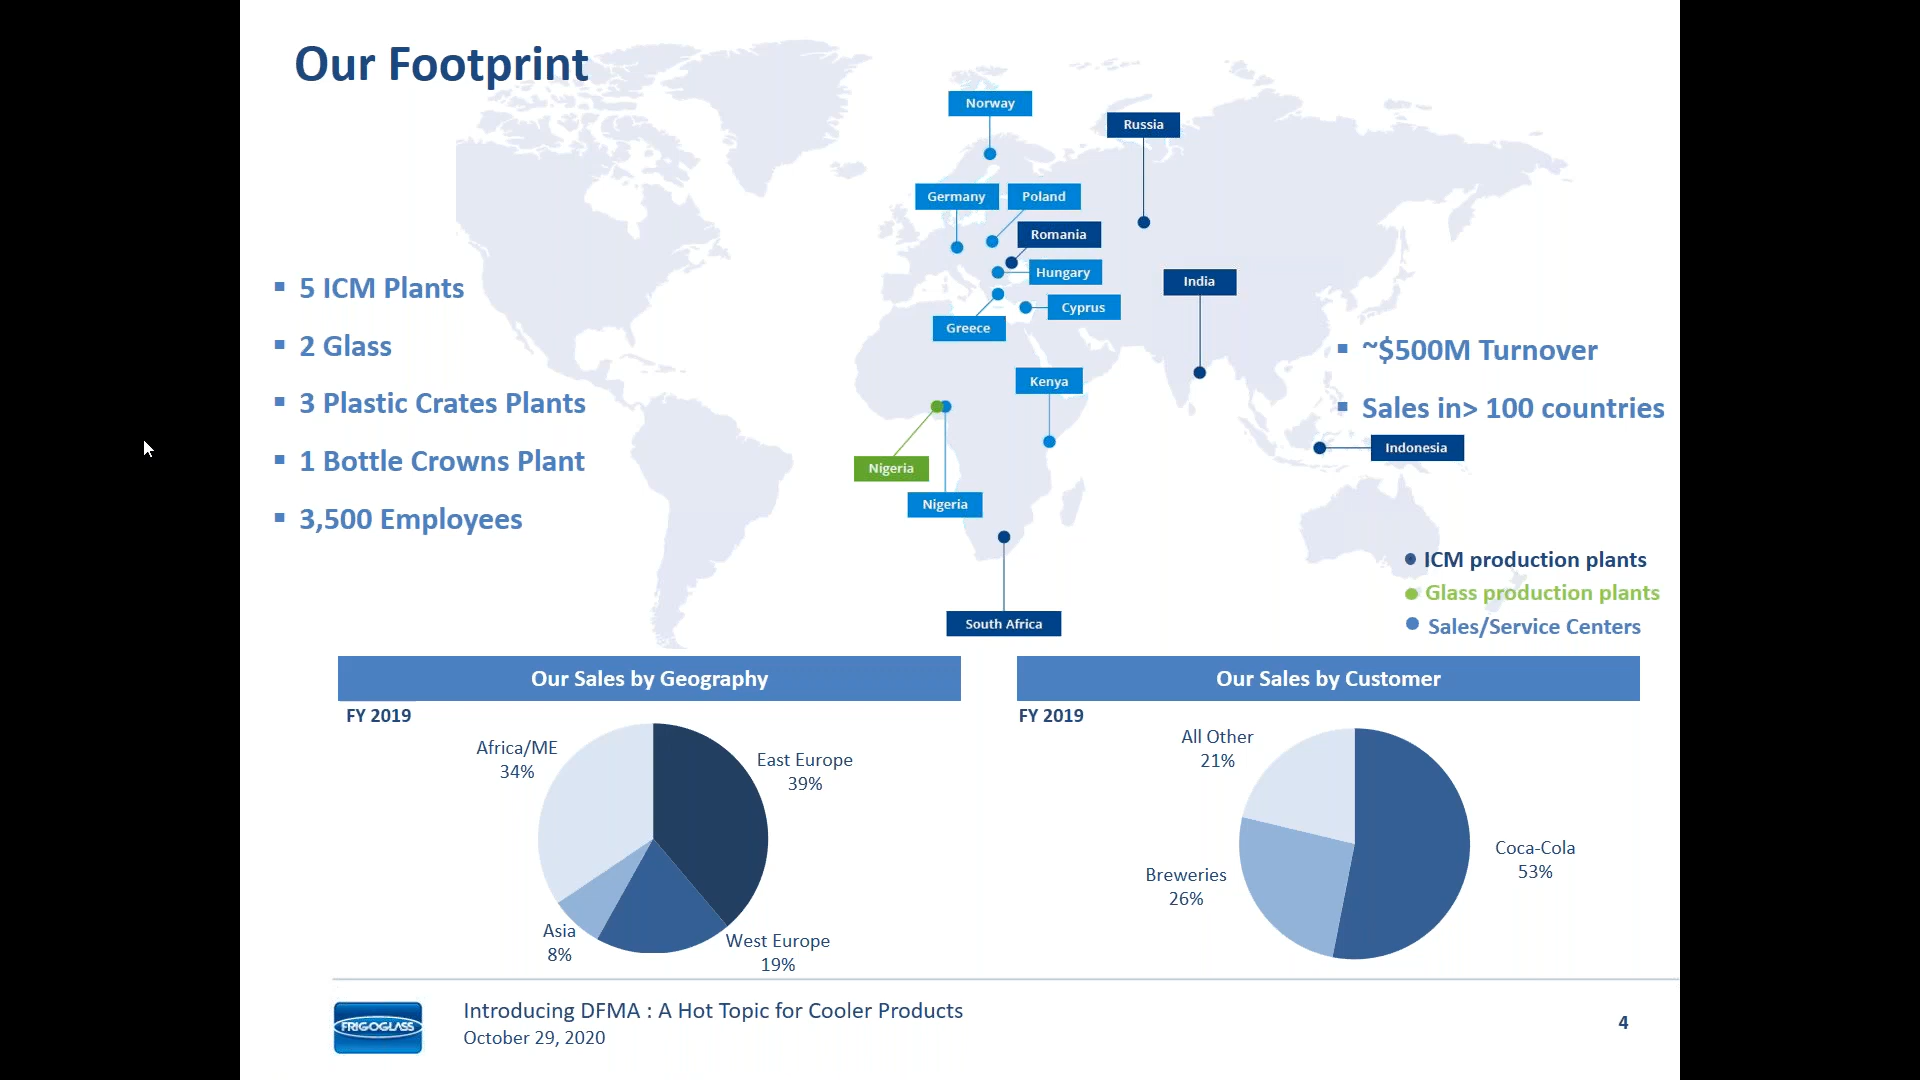 Our Footprint
Norway
Russia
Germany
Poland
Romania
Hungary
India
Cyprus
Greece
Kenya
Nigeria
Nigeria
Indonesia
South Africa
▪ 5 ICM Plants
▪ 2 Glass
▪ 3 Plastic Crates Plants
▪ 1 Bottle Crowns Plant
▪ 3,500 Employees
▪ ~$500M Turnover
▪ Sales in> 100 countries
ICM production plants
Glass production plants
Sales/Service Centers
Our Sales by Geography
FY 2019
Africa/ME
34%
East Europe
39%
Asia
8%
West Europe
19%
Our Sales by Customer
FY 2019
All Other
21%
Coca-Cola
53%
Breweries
26%
FRIGOGLASS
Introducing DFMA : A Hot Topic for Cooler Products
October 29, 2020
4